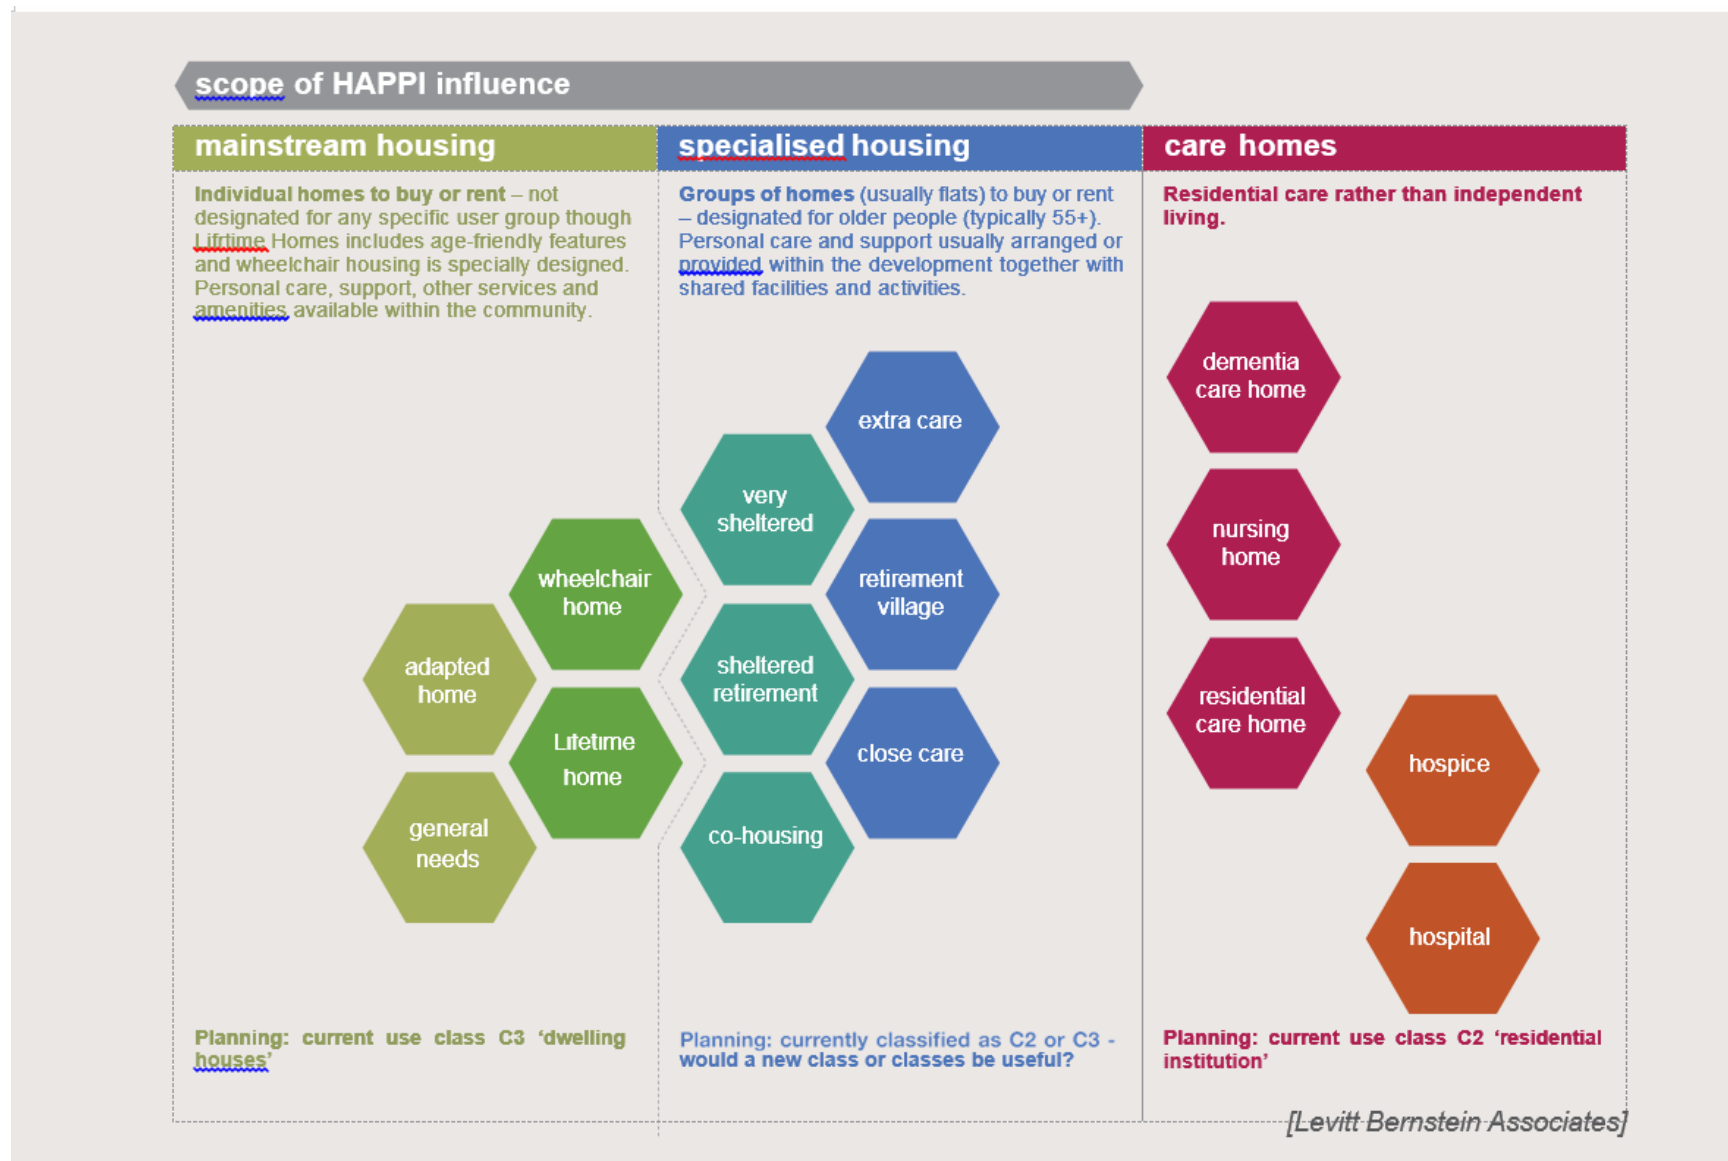 scope of HAPPI influence
mainstream housing
Individual homes to buy or rent – not
designated for any specific user group though
Lifrtime Homes includes age-friendly features
and wheelchair housing is specially designed.
Personal care, support, other services and
amenities available within the community.
wheelchair
home
adapted
home
Lifetime
home
general
needs
Planning: current use class C3 ‘dwelling
houses’
specialised housing
Groups of homes (usually flats) to buy or rent
– designated for older people (typically 55+).
Personal care and support usually arranged or
provided within the development together with
shared facilities and activities.
extra care
very
sheltered
retirement
village
sheltered
retirement
close care
co-housing
Planning: currently classified as C2 or C3 -
would a new class or classes be useful?
care homes
Residential care rather than independent
living.
dementia
care home
nursing
home
residential
care home
hospice
hospital
Planning: current use class C2 ‘residential
institution’
[Levitt Bernstein Associates]